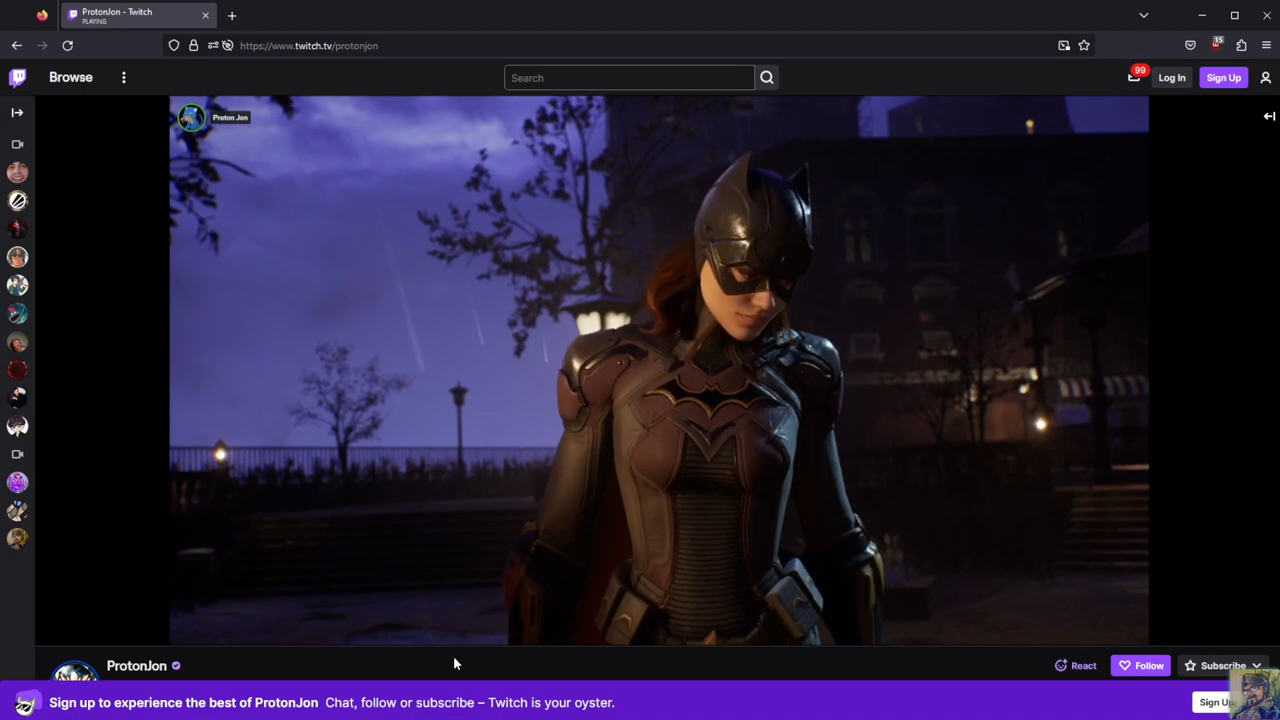 ProtonJon - Twitch
PLAYING
https://www.twitch.tv/protonjon
15
Browse
Search
99
Log In
Sign Up
Proton Jon
ProtonJon
React
Follow
Subscribe
Sign up to experience the best of ProtonJon Chat, follow or subscribe – Twitch is your oyster.
Sign Up